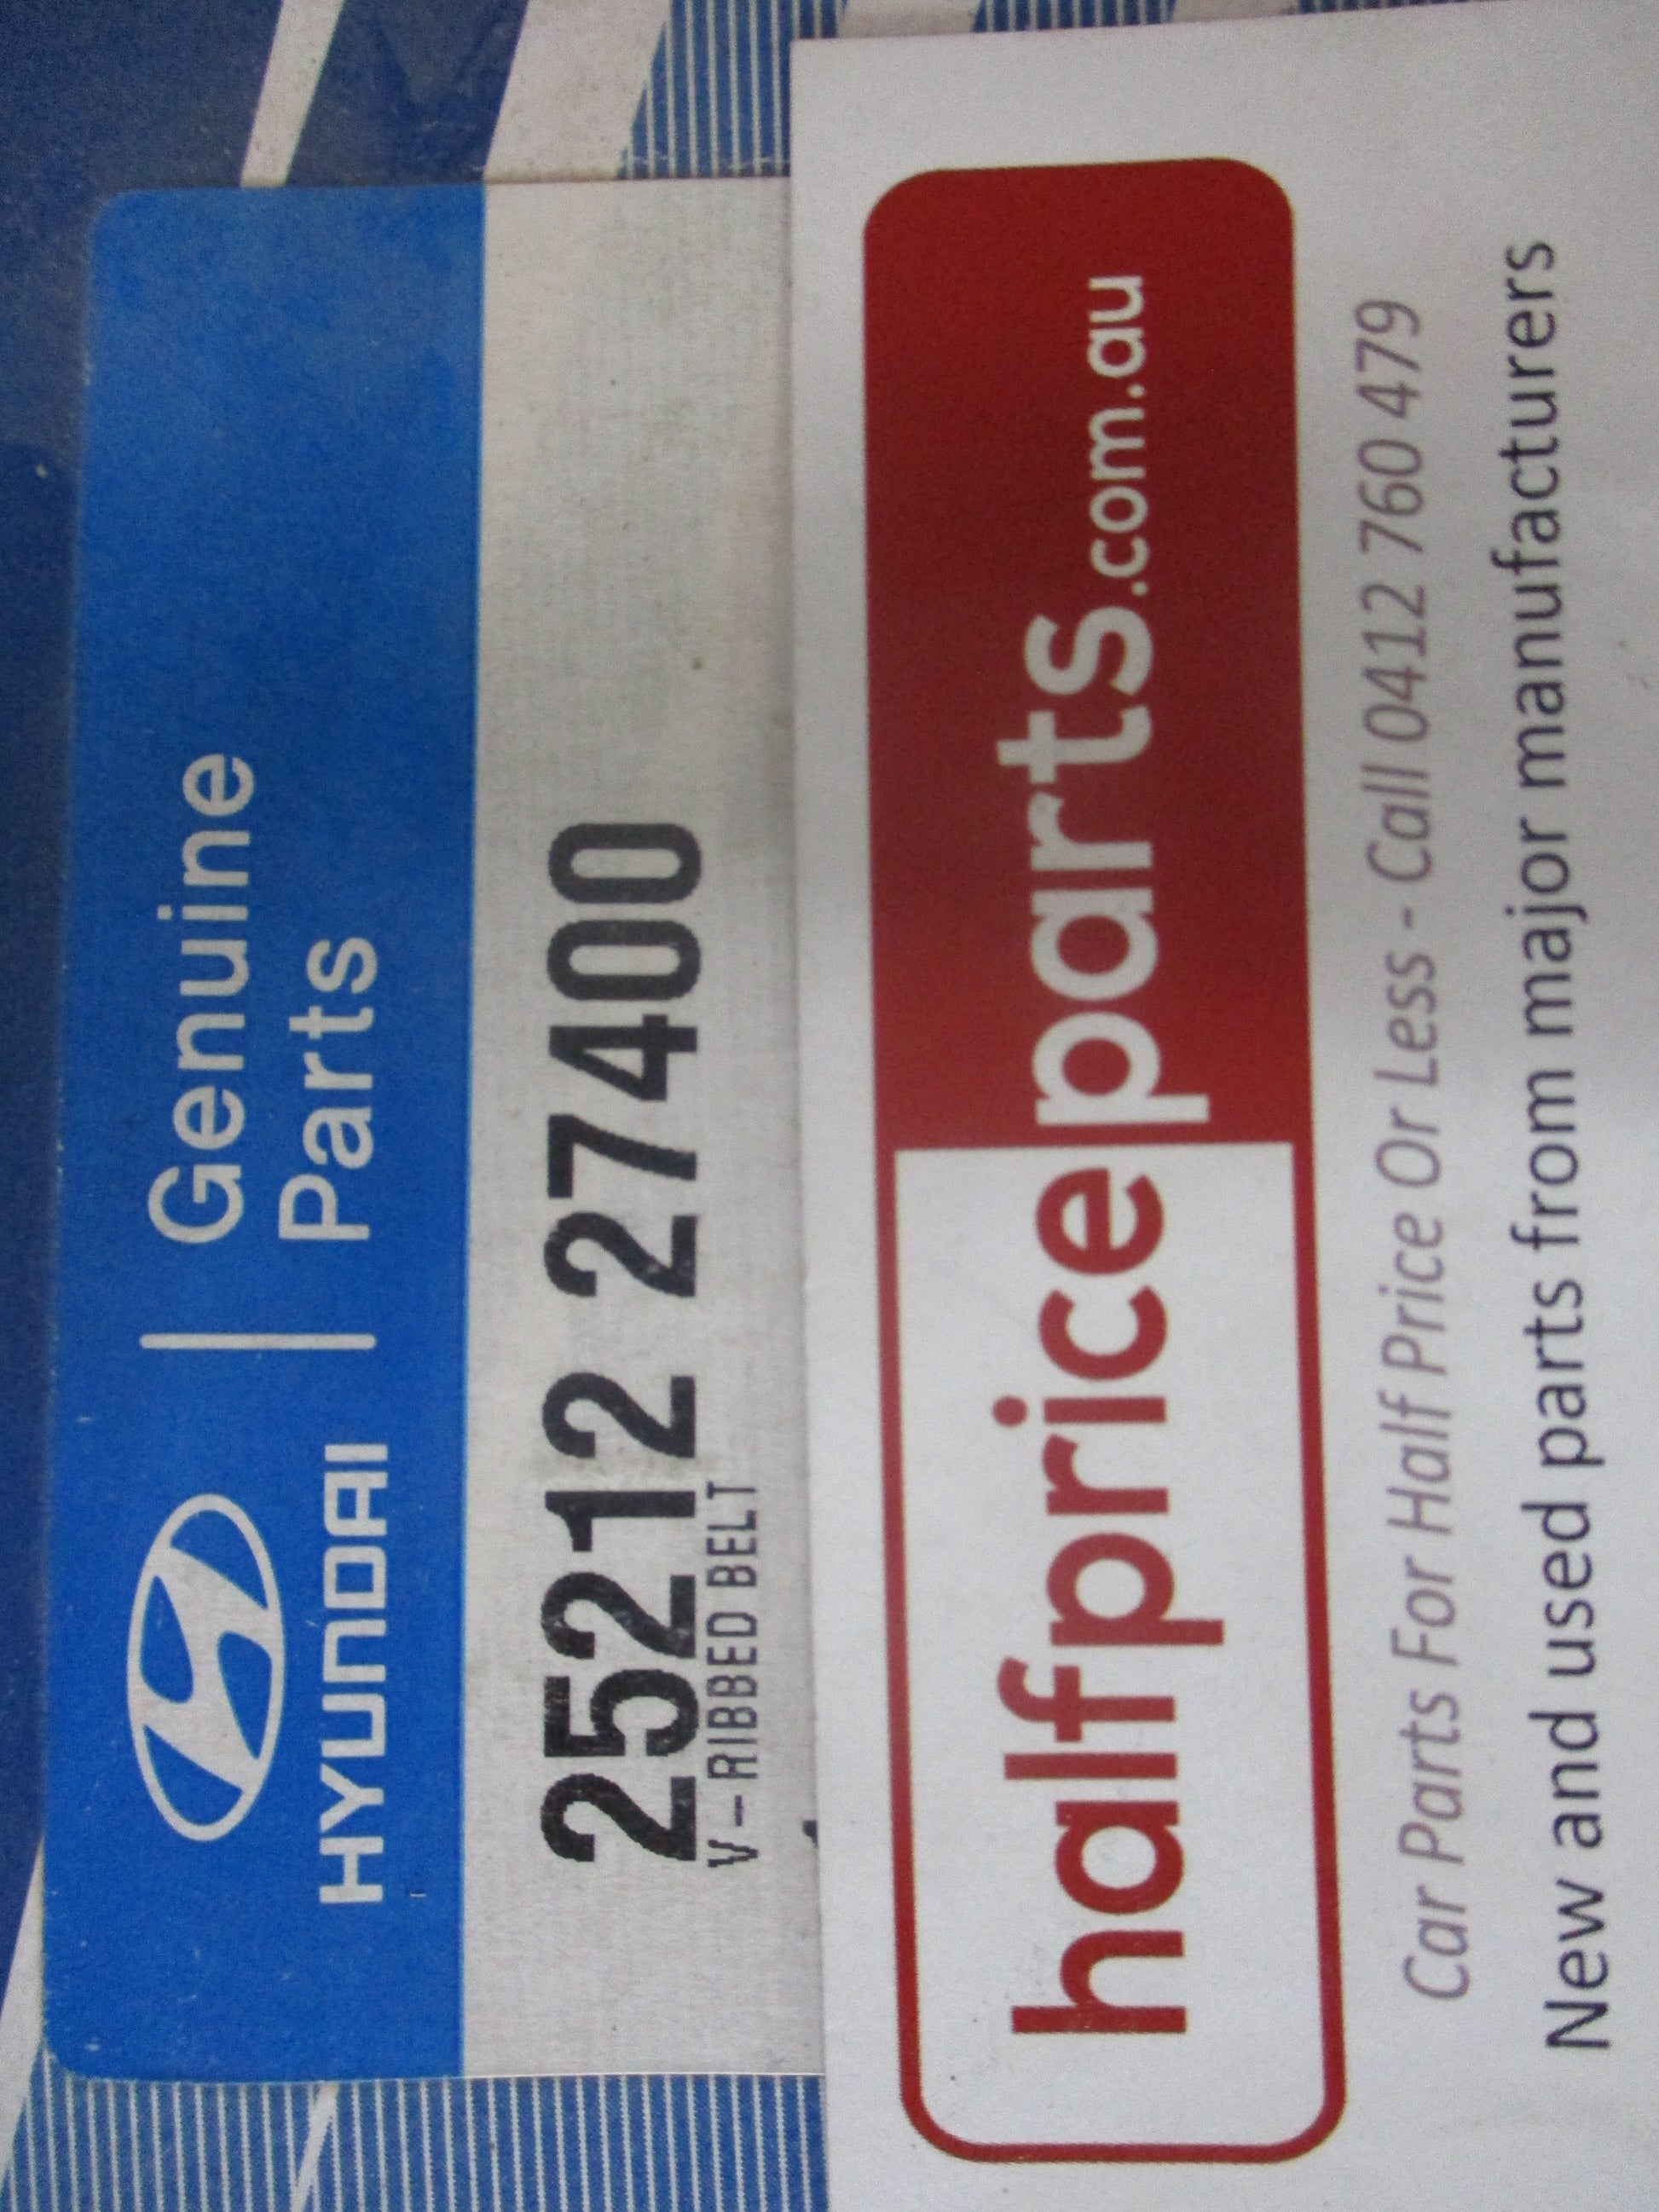 HYUNDAI
Genuine
Parts
25212 27400
V-RIBBED BELT
halfpriceparts.com.au
Car Parts For Half Price Or Less - Call 0412 760 479
New and used parts from major manufacturers